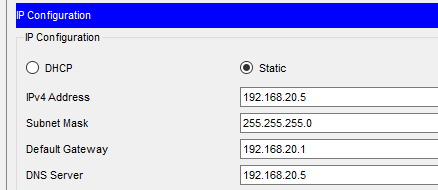 IP Configuration
IP Configuration
DHCP Static
IPv4 Address 192.168.20.5
Subnet Mask 255.255.255.0
Default Gateway 192.168.20.1
DNS Server 192.168.20.5